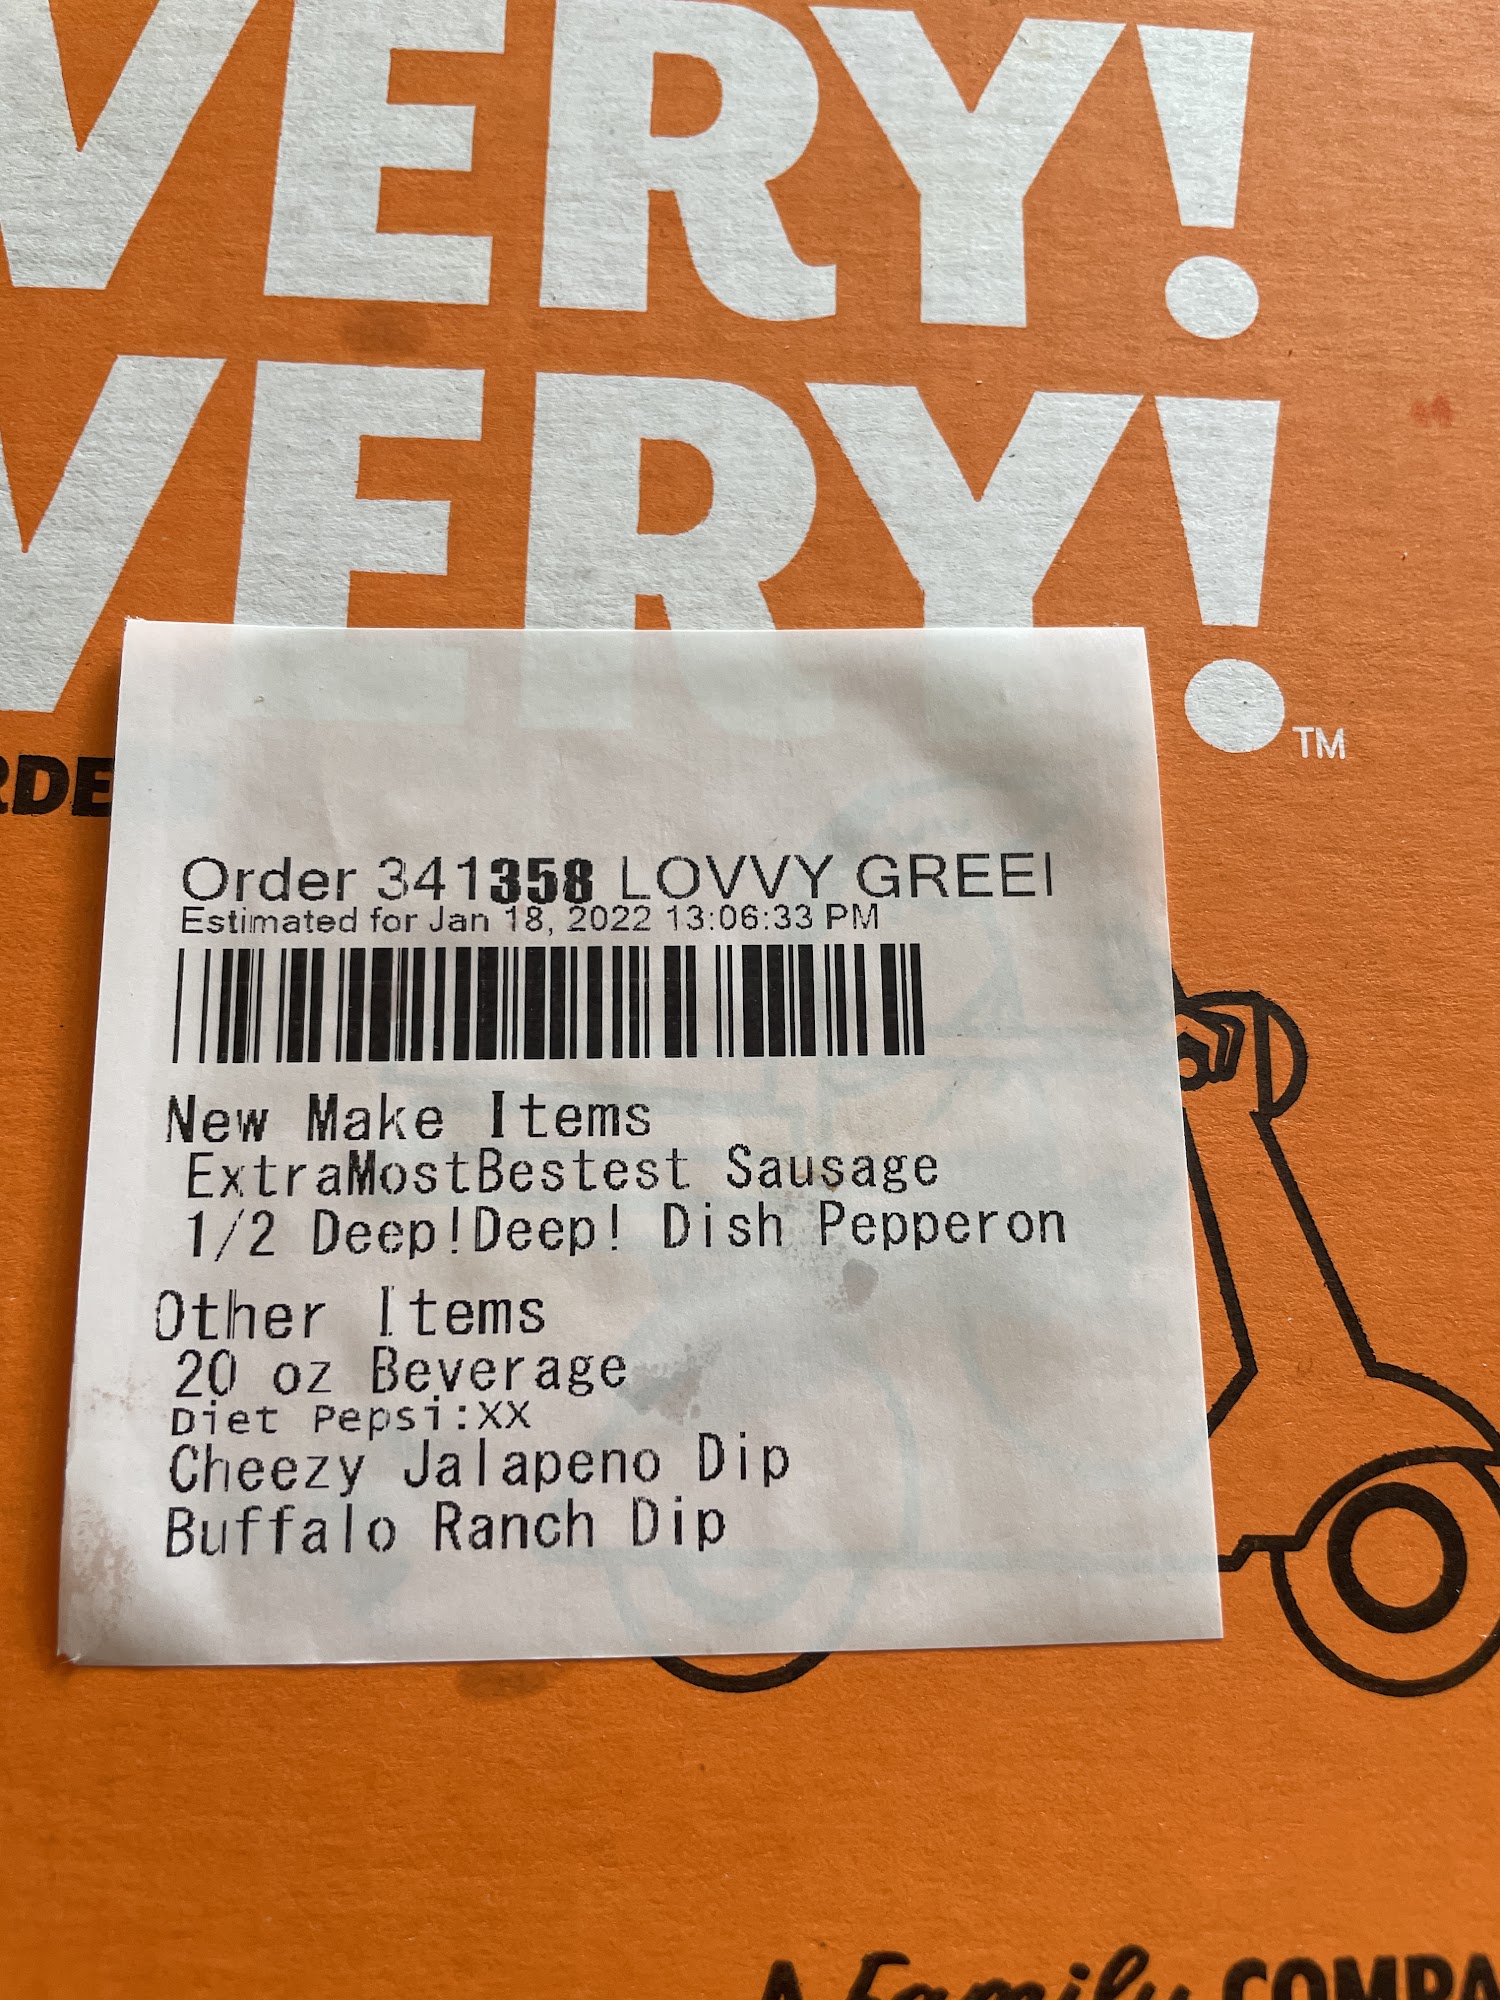 VERY!
VERY!
TM
RDE
Order 341358 LOVVY GREEI
Estimated for Jan 18, 2022 13:06:33 PM
New Make Items
ExtraMostBestest Sausage
1/2 Deep!Deep! Dish Pepperon
Other Items
20 oz Beverage
Diet Pepsi:XX
Cheezy Jalapeno Dip
Buffalo Ranch Dip
A Family COMPA